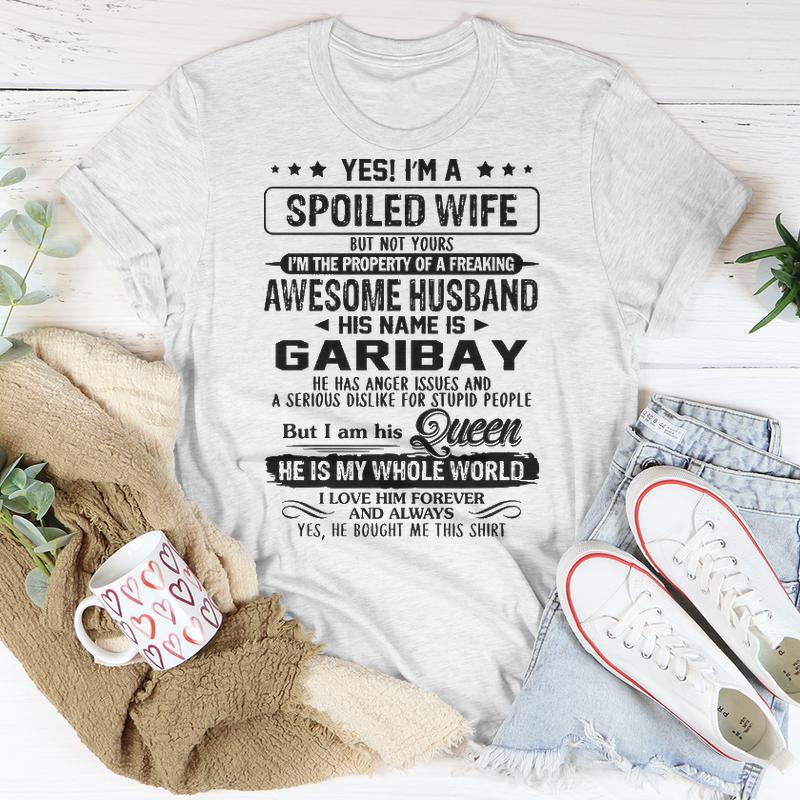 YES! I'M A
SPOILED WIFE
BUT NOT YOURS
I'M THE PROPERTY OF A FREAKING
AWESOME HUSBAND
HIS NAME IS
GARIBAY
HE HAS ANGER ISSUES AND
A SERIOUS DISLIKE FOR STUPID PEOPLE
But I am his Queen
HE IS MY WHOLE WORLD
I LOVE HIM FOREVER
AND ALWAYS
YES, HE BOUGHT ME THIS SHIRT